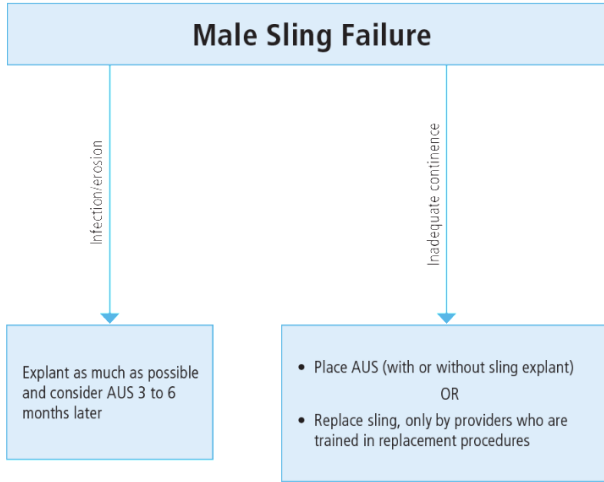 Male Sling Failure
Infection/erosion
Inadequate continence
Explant as much as possible
and consider AUS 3 to 6
months later
• Place AUS (with or without sling explant)
OR
• Replace sling, only by providers who are
trained in replacement procedures